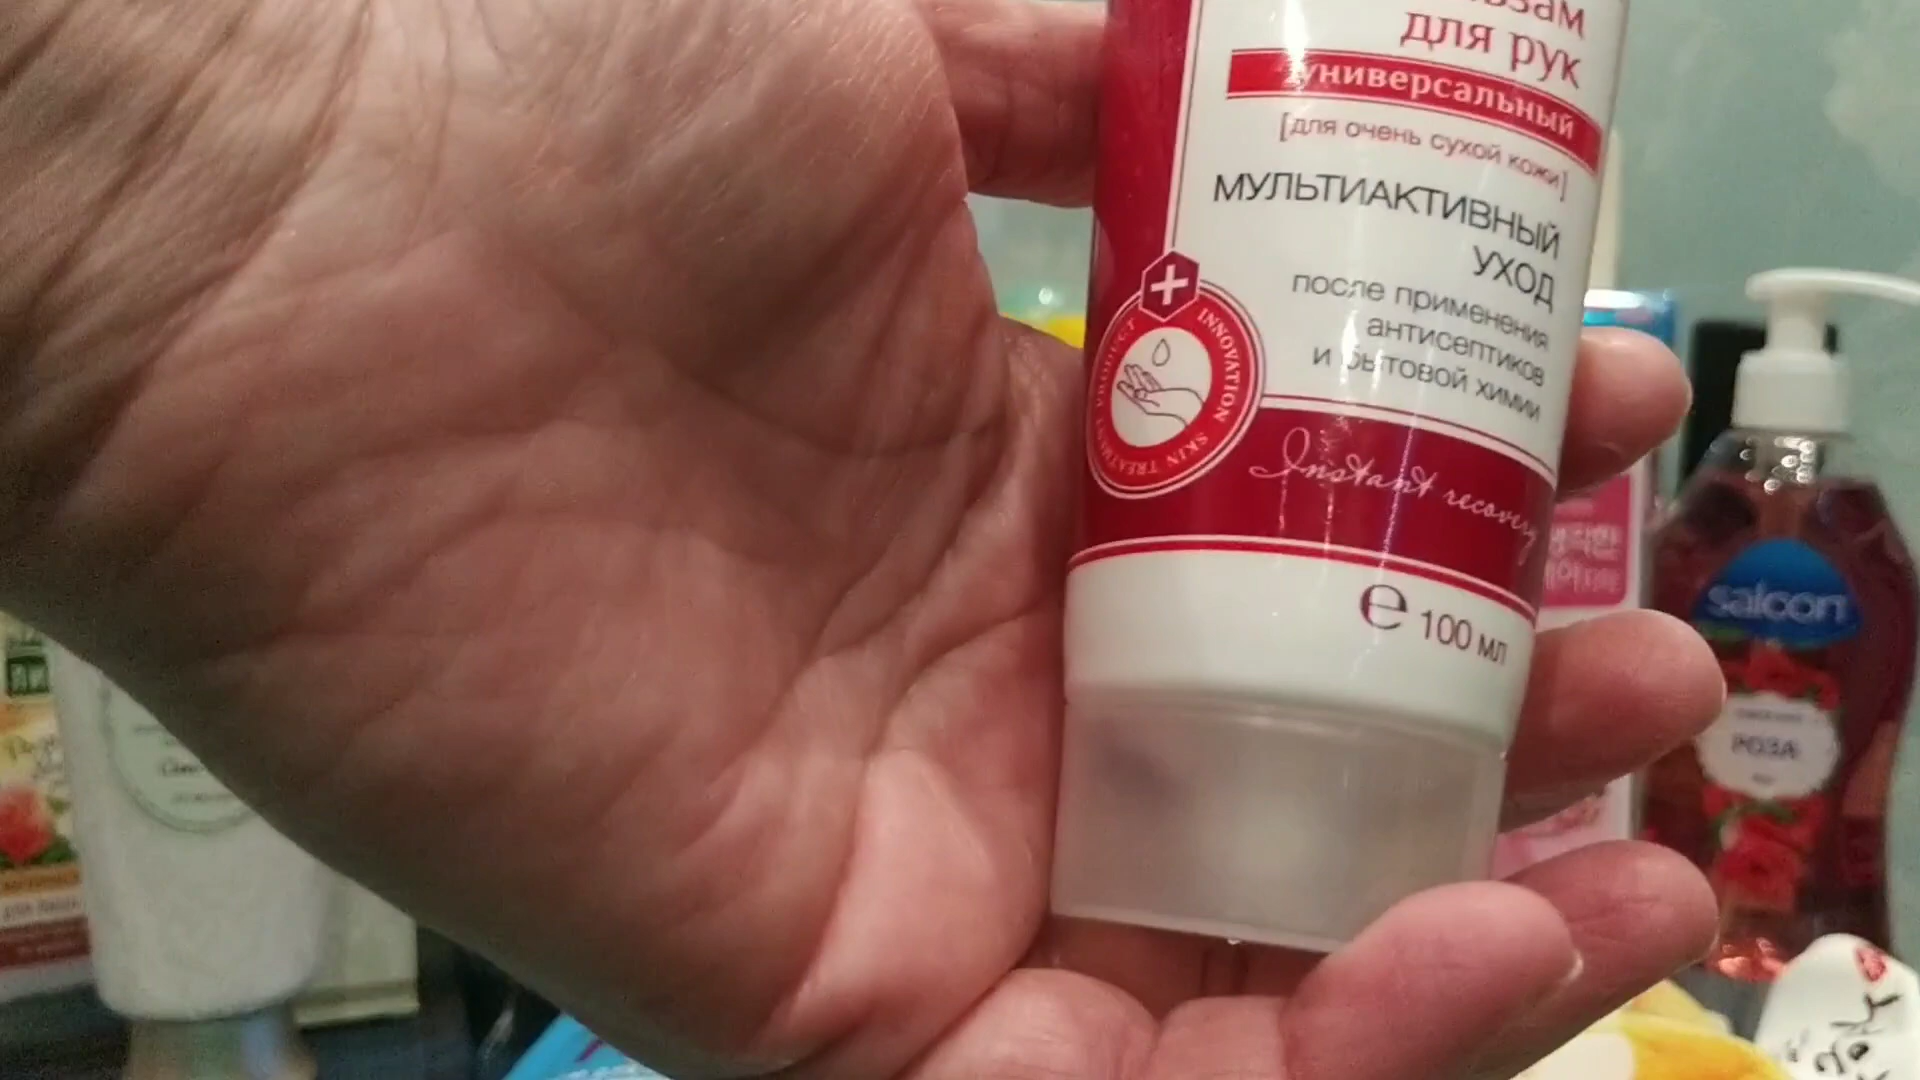 для рук
универсальный
[для очень сухой кожи]
МУЛЬТИАКТИВНЫЙ
УХОД
после применения
антисептиков
и бытовой химии
INNOVATION SKIN TREATMENT PRODUCT
Instant recovery
e 100 мл
salcon
РОЗА